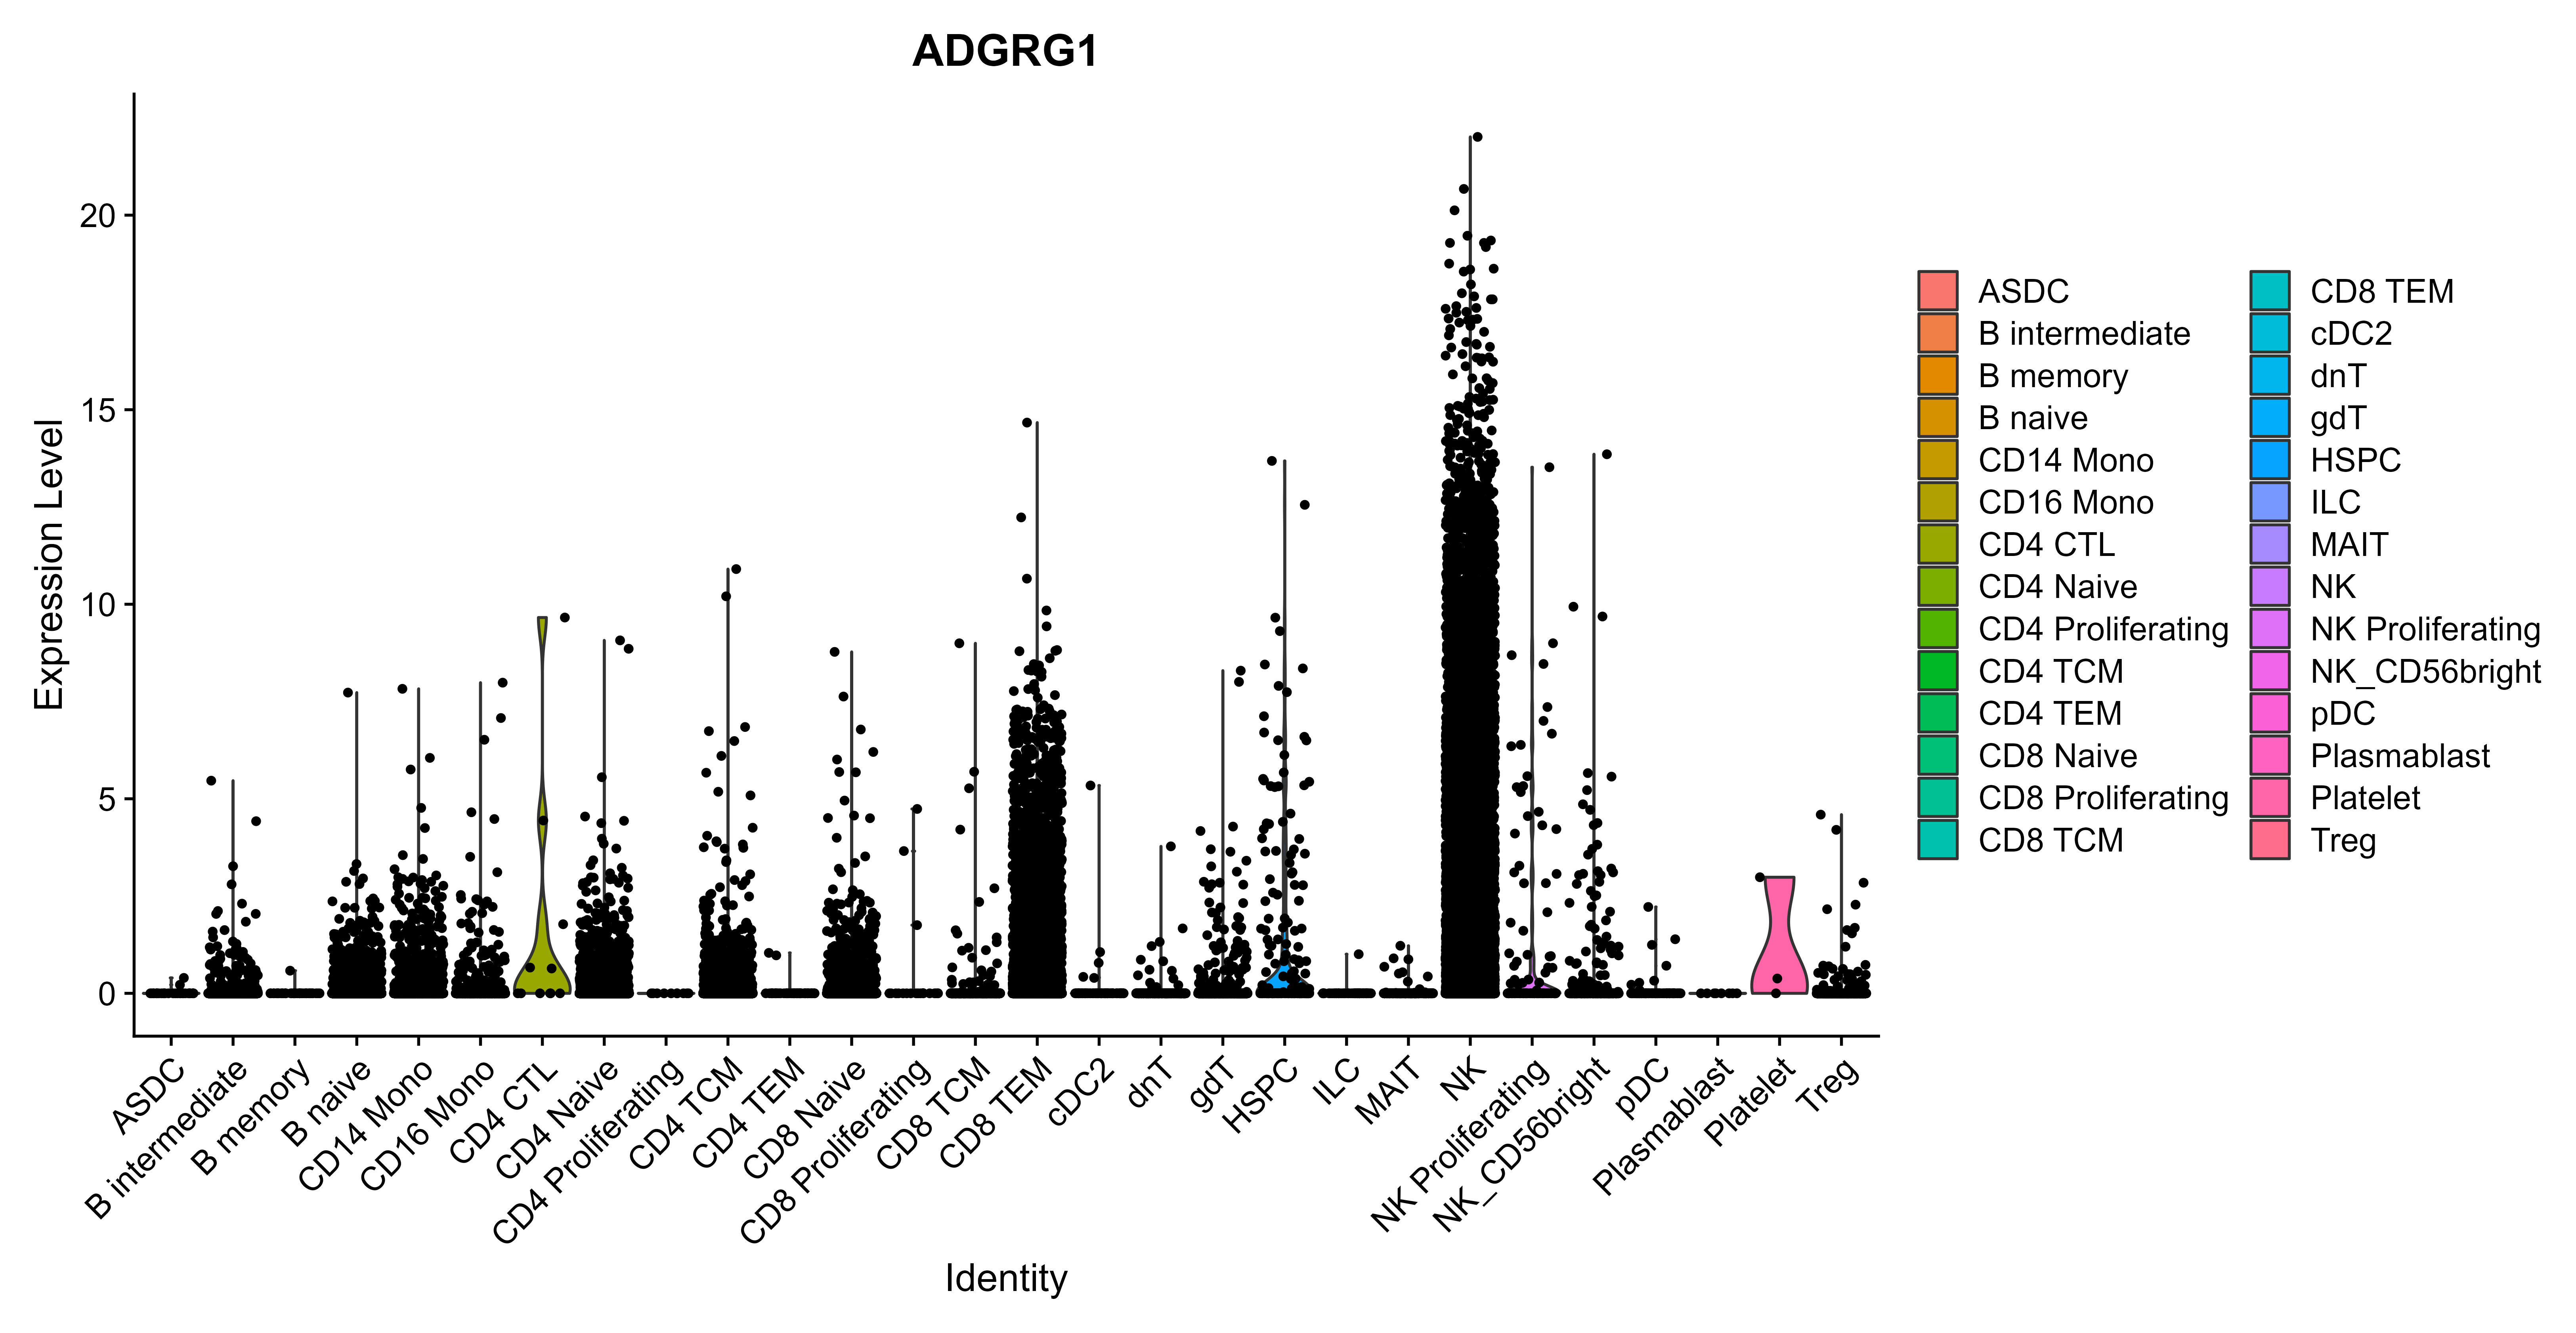 ADGRG1
Expression Level
20
15
10
5
0
ASDC
B intermediate
B memory
B naive
CD14 Mono
CD16 Mono
CD4 CTL
CD4 Naive
CD4 Proliferating
CD4 TCM
CD4 TEM
CD8 Naive
CD8 Proliferating
CD8 TCM
CD8 TEM
cDC2
dnT
gdT
HSPC
ILC
MAIT
NK
NK Proliferating
NK_CD56bright
pDC
Plasmablast
Platelet
Treg
Identity
ASDC
B intermediate
B memory
B naive
CD14 Mono
CD16 Mono
CD4 CTL
CD4 Naive
CD4 Proliferating
CD4 TCM
CD4 TEM
CD8 Naive
CD8 Proliferating
CD8 TCM
CD8 TEM
cDC2
dnT
gdT
HSPC
ILC
MAIT
NK
NK Proliferating
NK_CD56bright
pDC
Plasmablast
Platelet
Treg